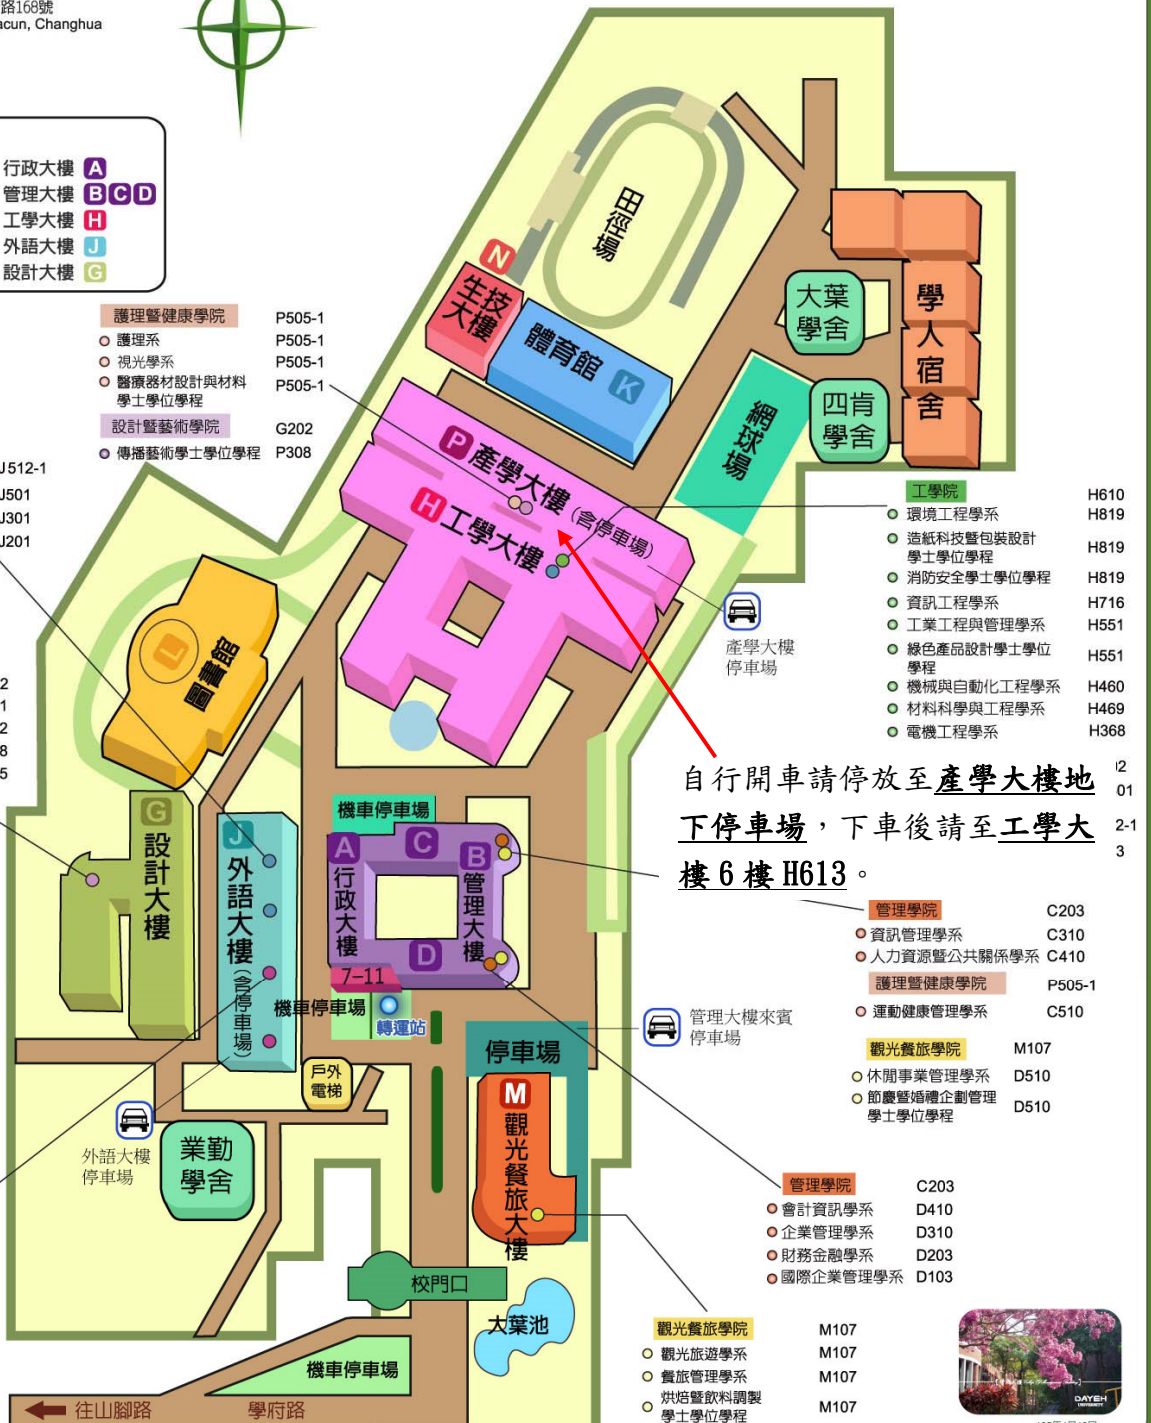 路168號
acun, Changhua
行政大樓 A
管理大樓 B C D
工學大樓 H
外語大樓 J
設計大樓 G
護理暨健康學院 P505-1
護理系 P505-1
視光學系 P505-1
醫療器材設計與材料
學士學位學程 P505-1
設計暨藝術學院 G202
傳播藝術學士學位學程 P308
J512-1
J501
J301
J201
2
1
2
8
5
田徑場
N
生技
大樓
體育館 K
大葉
學舍
學人宿舍
四肯
學舍
網球場
P 產學大樓 (含停車場)
H 工學大樓
產學大樓
停車場
工學院 H610
環境工程學系 H819
造紙科技暨包裝設計
學士學位學程 H819
消防安全學士學位學程 H819
資訊工程學系 H716
工業工程與管理學系 H551
綠色產品設計學士學位
學程 H551
機械與自動化工程學系 H460
材料科學與工程學系 H469
電機工程學系 H368
自行開車請停放至產學大樓地
下停車場，下車後請至工學大
樓 6 樓 H613。
01
2-1
3
L
圖書館
G
設計大樓
J
外語大樓
(含停車場)
機車停車場
A
行政大樓
C
B
管理大樓
D
7-11
機車停車場
轉運站
管理學院 C203
資訊管理學系 C310
人力資源暨公共關係學系 C410
護理暨健康學院 P505-1
運動健康管理學系 C510
觀光餐旅學院 M107
休閒事業管理學系 D510
節慶暨婚禮企劃管理
學士學位學程 D510
管理大樓來賓
停車場
停車場
M
觀光餐旅大樓
戶外
電梯
外語大樓
停車場
業勤
學舍
管理學院 C203
會計資訊學系 D410
企業管理學系 D310
財務金融學系 D203
國際企業管理學系 D103
校門口
大葉池
機車停車場
往山腳路
學府路
觀光餐旅學院 M107
觀光旅遊學系 M107
餐旅管理學系 M107
烘焙暨飲料調製
學士學位學程 M107
DAYEH
UNIVERSITY